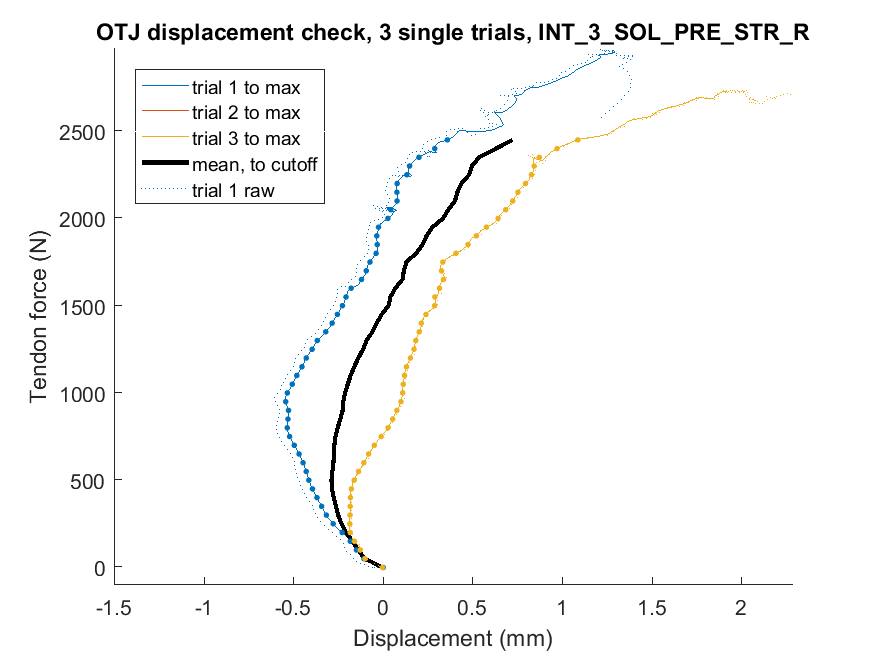 OTJ displacement check, 3 single trials, INT_3_SOL_PRE_STR_R
trial 1 to max
trial 2 to max
trial 3 to max
mean, to cutoff
trial 1 raw
Tendon force (N)
2500
2000
1500
1000
500
0
-1.5 -1 -0.5 0 0.5 1 1.5 2
Displacement (mm)